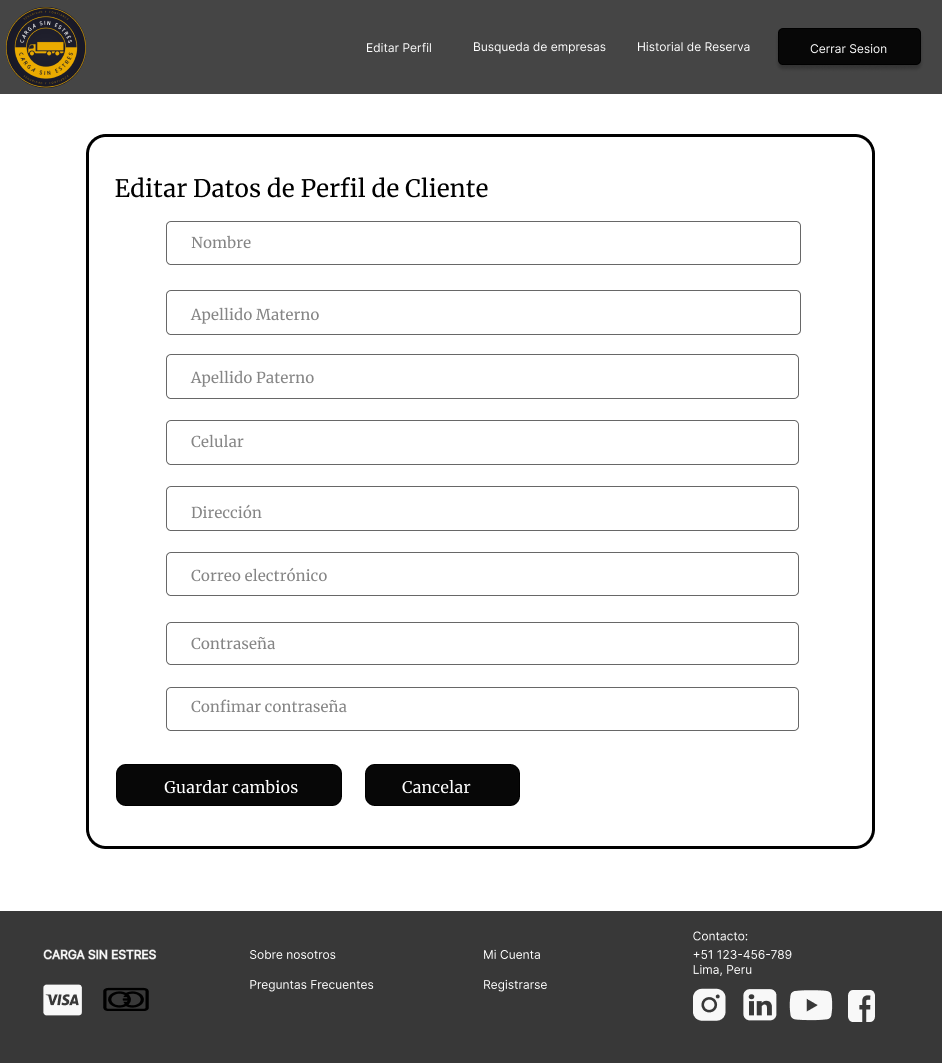 CARGA SIN ESTRES
CARGA SIN ESTRES
Editar Perfil
Busqueda de empresas
Historial de Reserva
Cerrar Sesion
Editar Datos de Perfil de Cliente
Nombre
Apellido Materno
Apellido Paterno
Celular
Dirección
Correo electrónico
Contraseña
Confimar contraseña
Guardar cambios
Cancelar
CARGA SIN ESTRES
VISA
Sobre nosotros
Preguntas Frecuentes
Mi Cuenta
Registrarse
Contacto:
+51 123-456-789
Lima, Peru